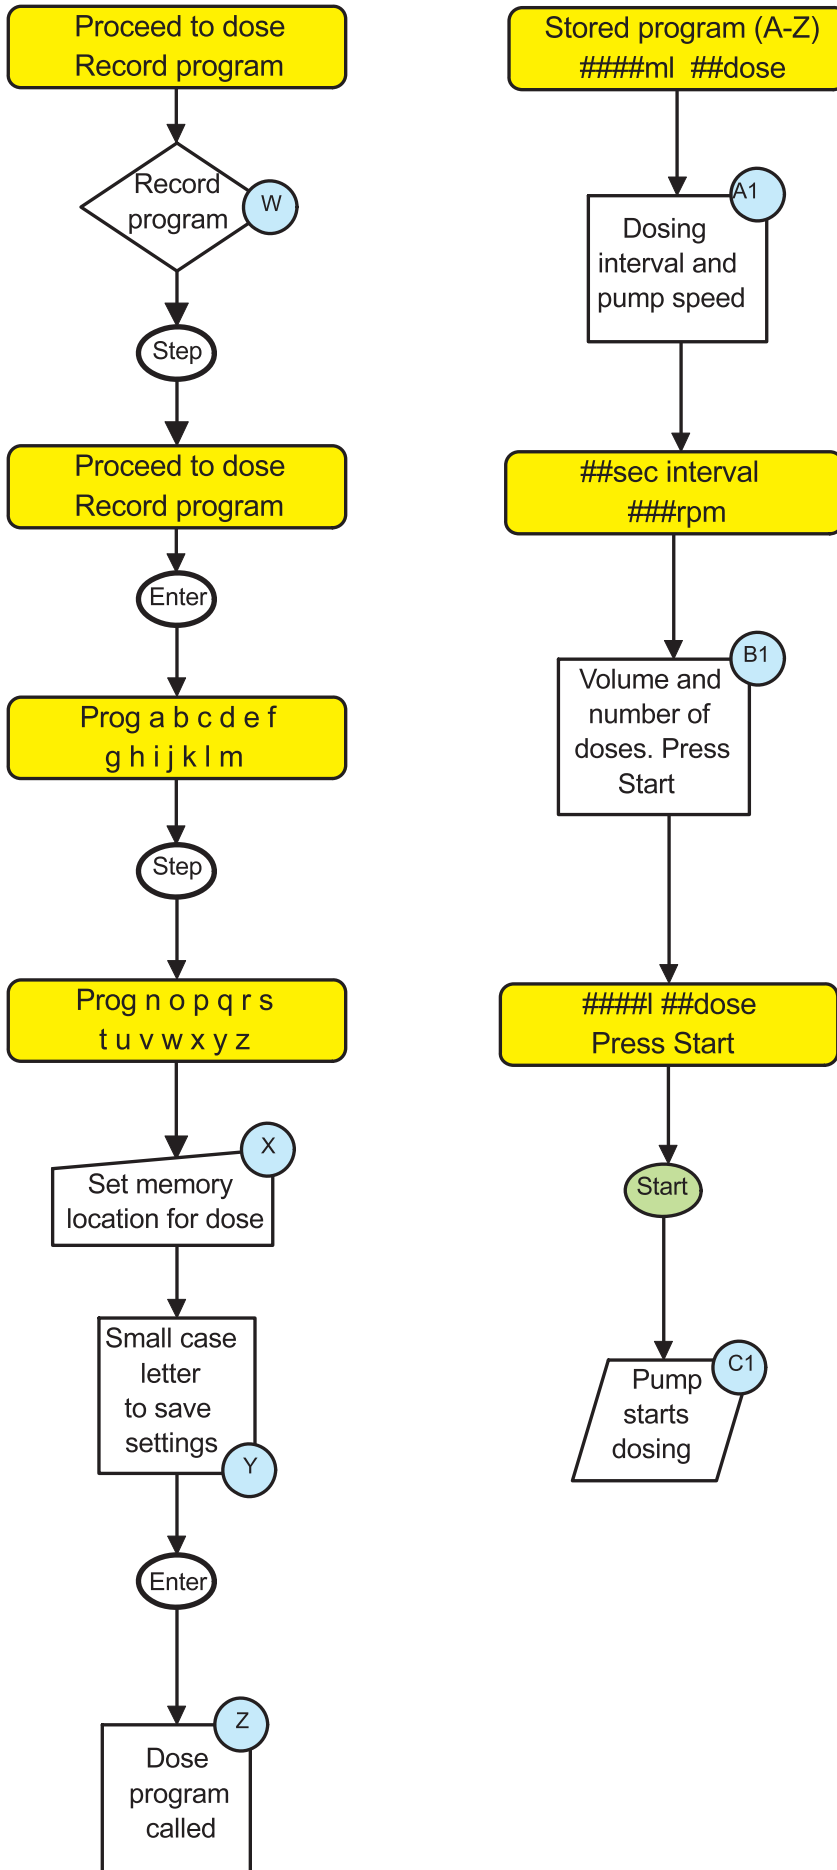 Proceed to dose
Record program
Record
program
W
Step
Proceed to dose
Record program
Enter
Prog a b c d e f
g h i j k l m
Step
Prog n o p q r s
t u v w x y z
X
Set memory
location for dose
Small case
letter
to save
settings
Y
Enter
Z
Dose
program
called
Stored program (A-Z)
####ml ##dose
A1
Dosing
interval and
pump speed
##sec interval
###rpm
B1
Volume and
number of
doses. Press
Start
####l ##dose
Press Start
Start
C1
Pump
starts
dosing